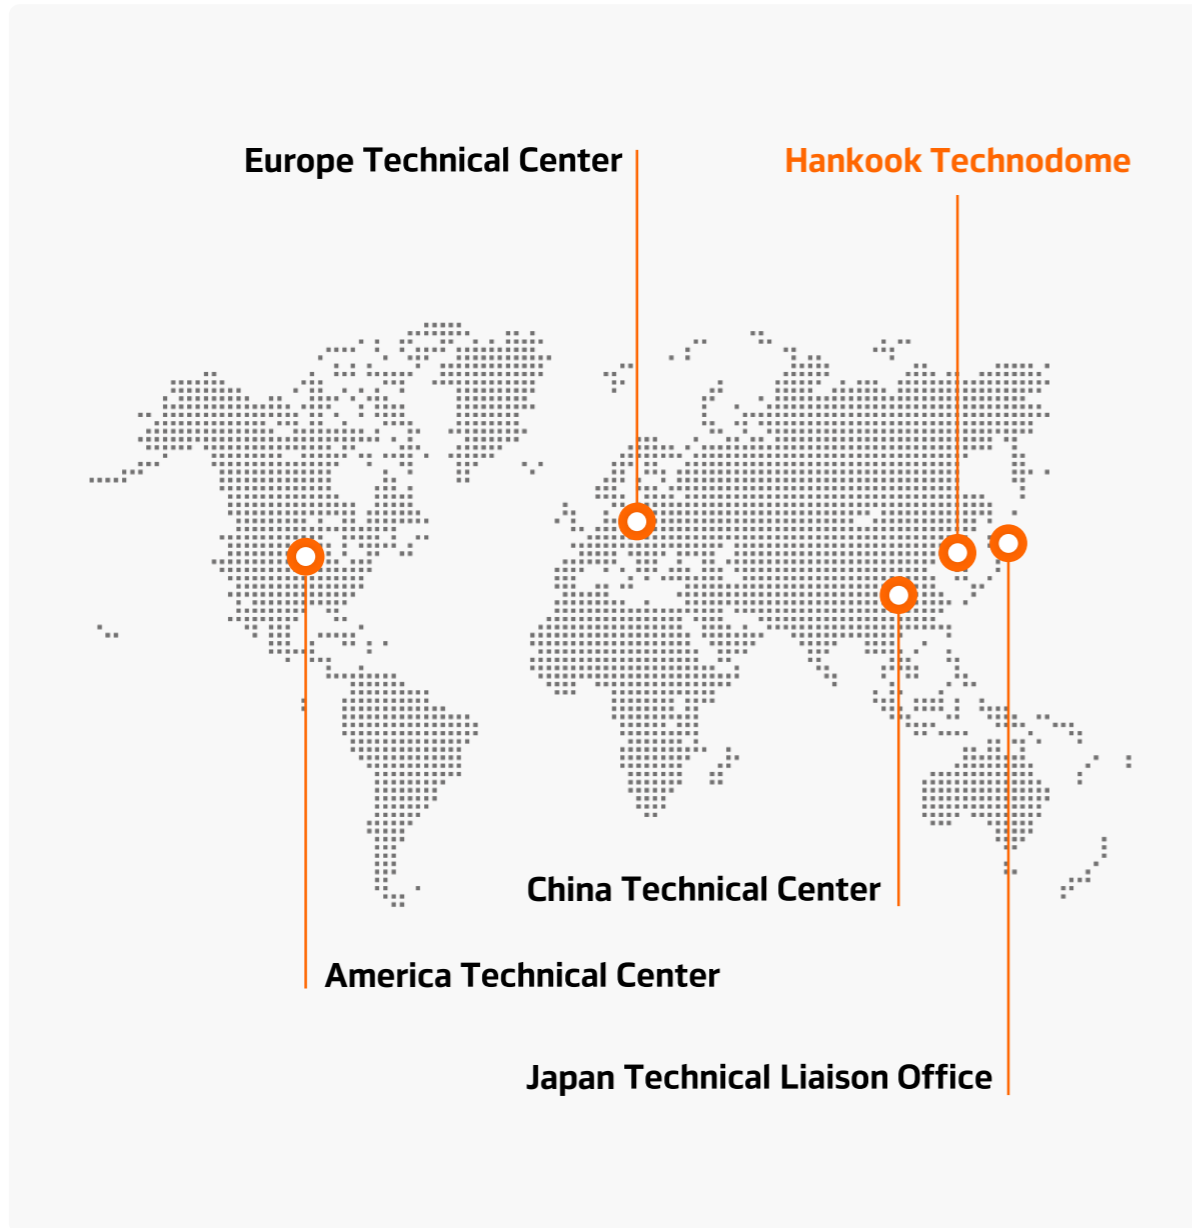 Europe Technical Center
Hankook Technodome
China Technical Center
America Technical Center
Japan Technical Liaison Office